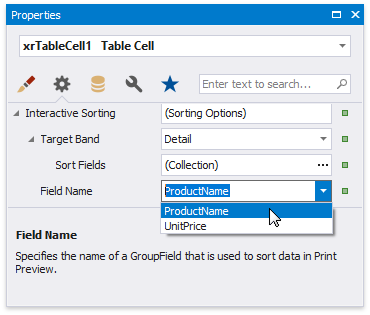 Properties
xrTableCell1 Table Cell
Enter text to search...
Interactive Sorting (Sorting Options)
Target Band Detail
Sort Fields (Collection) ...
Field Name ProductName
ProductName
UnitPrice
Field Name
Specifies the name of a GroupField that is used to sort data in Print
Preview.